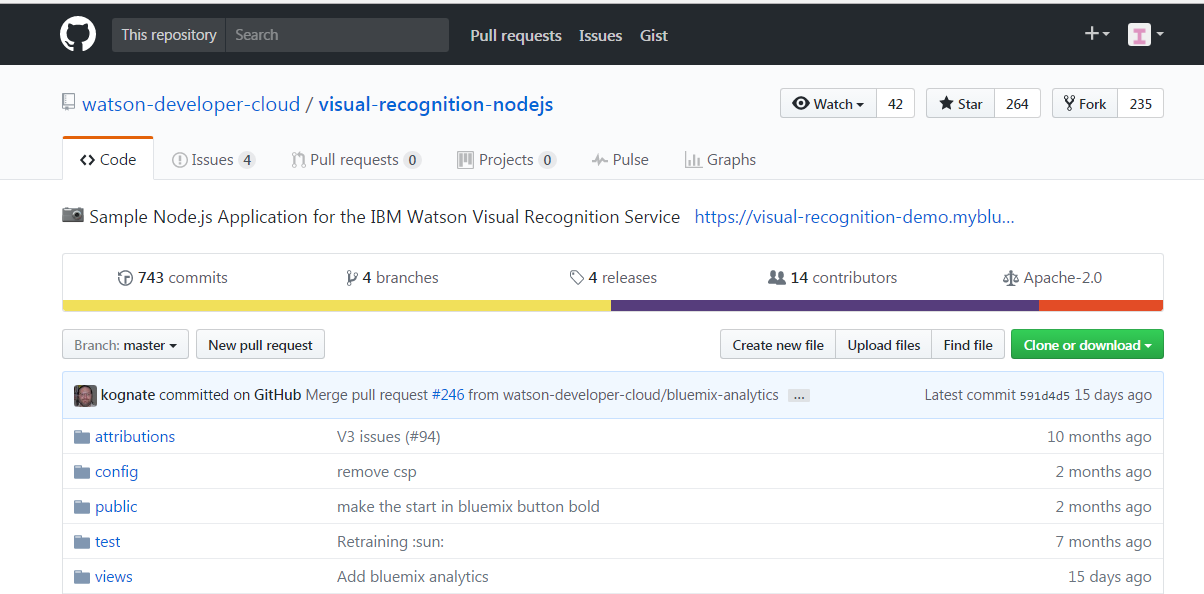 This repository Search Pull requests Issues Gist
watson-developer-cloud / visual-recognition-nodejs Watch 42 Star 264 Fork 235
Code Issues 4 Pull requests 0 Projects 0 Pulse Graphs
Sample Node.js Application for the IBM Watson Visual Recognition Service https://visual-recognition-demo.myblu…
743 commits 4 branches 4 releases 14 contributors Apache-2.0
Branch: master New pull request Create new file Upload files Find file Clone or download
kognate committed on GitHub Merge pull request #246 from watson-developer-cloud/bluemix-analytics … Latest commit 591d4d5 15 days ago
attributions V3 issues (#94) 10 months ago
config remove csp 2 months ago
public make the start in bluemix button bold 2 months ago
test Retraining :sun: 7 months ago
views Add bluemix analytics 15 days ago